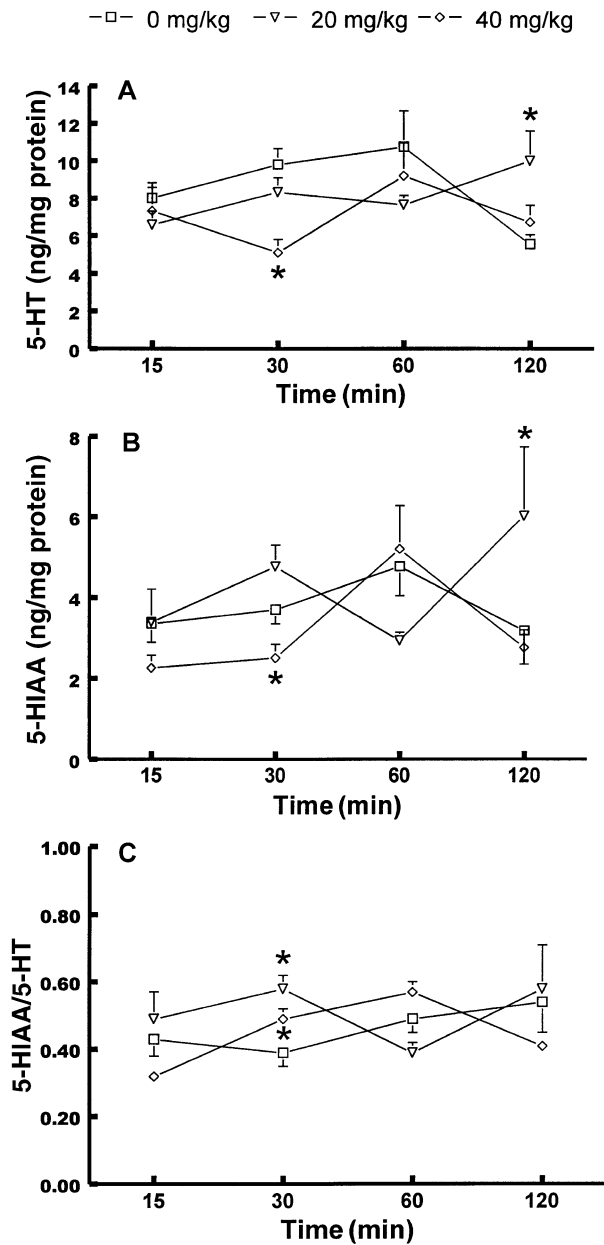 0 mg/kg 20 mg/kg 40 mg/kg
A
5-HT (ng/mg protein)
14
12
10
8
6
4
2
0
*
*
15 30 60 120
Time (min)
B
5-HIAA (ng/mg protein)
8
6
4
2
0
*
*
15 30 60 120
Time (min)
C
5-HIAA/5-HT
1.00
0.80
0.60
0.40
0.20
0.00
*
*
15 30 60 120
Time (min)